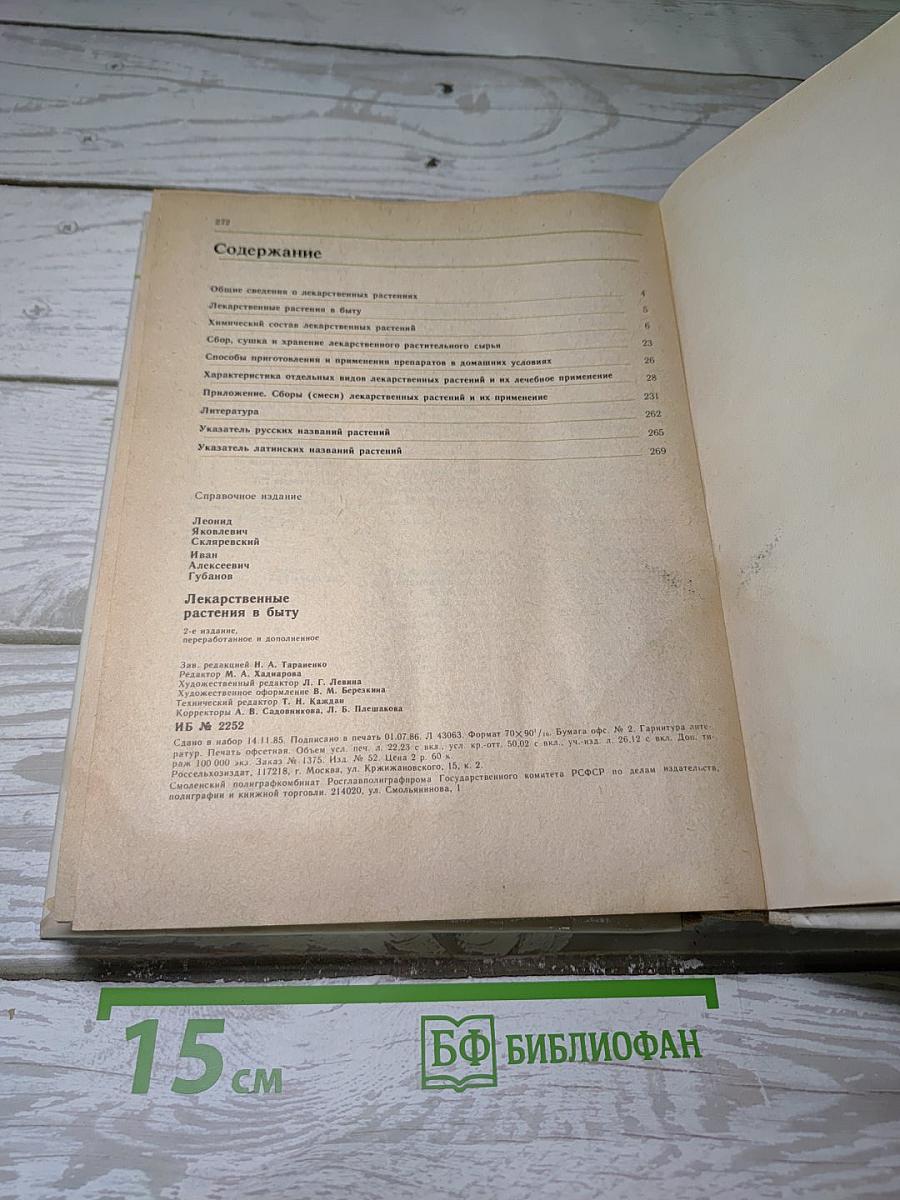 272
Содержание
Общие сведения о лекарственных растениях 4
Лекарственные растения в быту 5
Химический состав лекарственных растений 6
Сбор, сушка и хранение лекарственного растительного сырья 23
Способы приготовления и применения препаратов в домашних условиях 26
Характеристика отдельных видов лекарственных растений и их лечебное применение 28
Приложение. Сборы (смеси) лекарственных растений и их применение 231
Литература 262
Указатель русских названий растений 265
Указатель латинских названий растений 269
Справочное издание
Леонид
Яковлевич
Скляревский
Иван
Алексеевич
Губанов
Лекарственные
растения в быту
2-е издание,
переработанное и дополненное
Зав. редакцией Н. А. Тараненко
Редактор М. А. Хадиарова
Художественный редактор Л. Г. Левина
Художественное оформление В. М. Березкина
Технический редактор Т. Н. Каждан
Корректоры А. В. Садовникова, Л. Б. Плешакова
ИБ № 2252
Сдано в набор 14.11.85. Подписано в печать 01.07.86. Л 43063. Формат 70×90¹/₁₆. Бумага офс. № 2. Гарнитура лите-
ратур. Печать офсетная. Объем усл. печ. л. 22,23 с вкл., усл. кр.-отт. 50,02 с вкл., уч.-изд. л. 26,12 с вкл. Доп. ти-
раж 100 000 экз. Заказ № 1375. Изд. № 52. Цена 2 р. 60 к.
Россельхозиздат, 117218, г. Москва, ул. Кржижановского, 15, к. 2.
Смоленский полиграфкомбинат Росглавполиграфпрома Государственного комитета РСФСР по делам издательств,
полиграфии и книжной торговли. 214020, ул. Смольянинова, 1
15 см
БФ БИБЛИОФАН